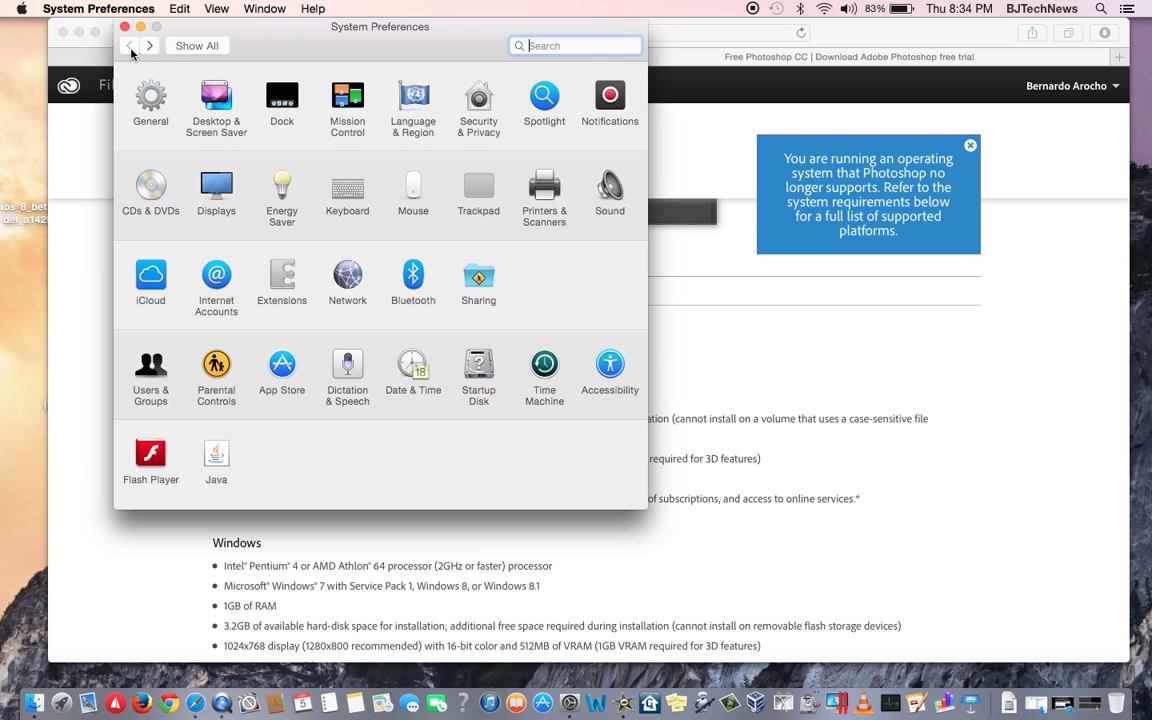 System Preferences Edit View Window Help 83% Thu 8:34 PM BJTechNews
System Preferences
Show All
Search
Free Photoshop CC | Download Adobe Photoshop free trial
Bernardo Arocho
General
Desktop &
Screen Saver
Dock
Mission
Control
Language
& Region
Security
& Privacy
Spotlight
Notifications
You are running an operating
system that Photoshop no
longer supports. Refer to the
system requirements below
for a full list of supported
platforms.
CDs & DVDs
Displays
Energy
Saver
Keyboard
Mouse
Trackpad
Printers &
Scanners
Sound
ios_8_bet
del_a142
iCloud
Internet
Accounts
Extensions
Network
Bluetooth
Sharing
Users &
Groups
Parental
Controls
App Store
Dictation
& Speech
18
Date & Time
Startup
Disk
Time
Machine
Accessibility
ation (cannot install on a volume that uses a case-sensitive file
required for 3D features)
Flash Player
Java
of subscriptions, and access to online services.*
Windows
Intel® Pentium® 4 or AMD Athlon® 64 processor (2GHz or faster) processor
Microsoft® Windows® 7 with Service Pack 1, Windows 8, or Windows 8.1
1GB of RAM
3.2GB of available hard-disk space for installation; additional free space required during installation (cannot install on removable flash storage devices)
1024x768 display (1280x800 recommended) with 16-bit color and 512MB of VRAM (1GB VRAM required for 3D features)